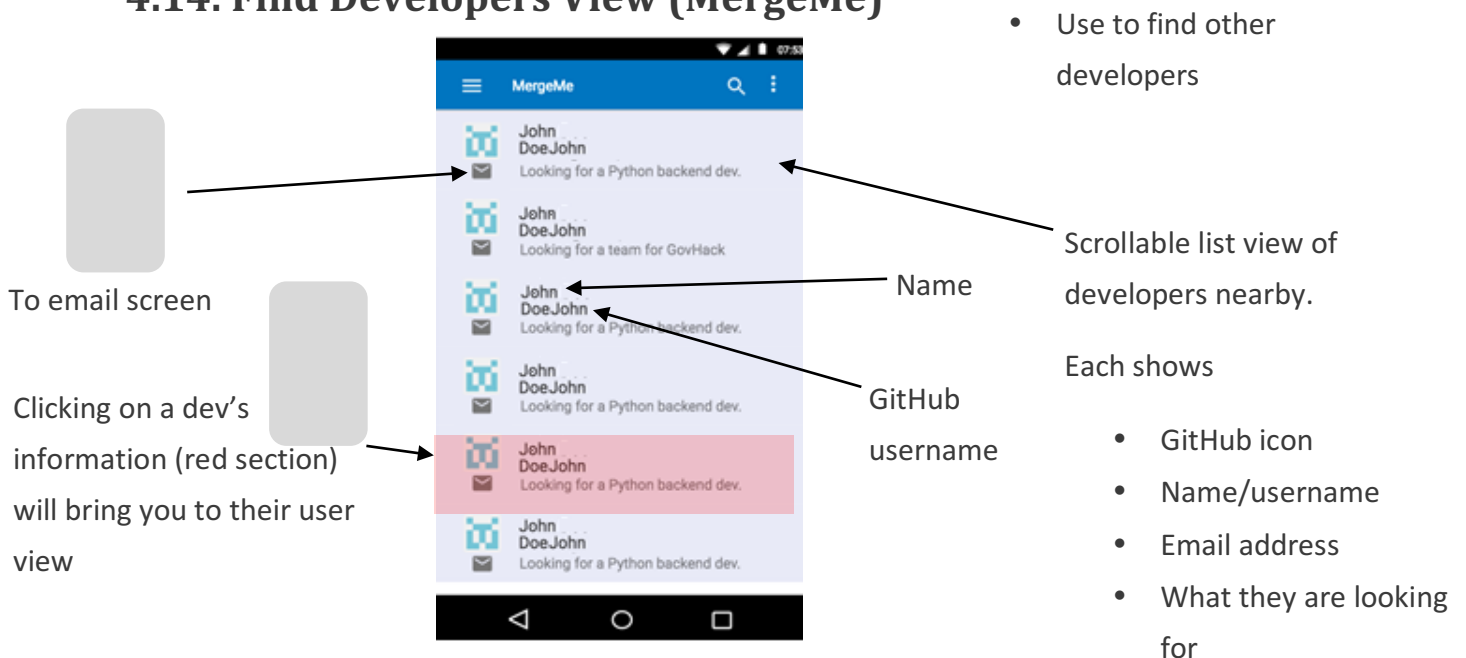 4.14. Find Developers View (MergeMe)
• Use to find other
developers
07:53
MergeMe
John
DoeJohn
Looking for a Python backend dev.
John
DoeJohn
Looking for a team for GovHack
John
DoeJohn
Looking for a Python backend dev.
John
DoeJohn
Looking for a Python backend dev.
John
DoeJohn
Looking for a Python backend dev.
John
DoeJohn
Looking for a Python backend dev.
To email screen
Clicking on a dev’s
information (red section)
will bring you to their user
view
Name
GitHub
username
Scrollable list view of
developers nearby.
Each shows
• GitHub icon
• Name/username
• Email address
• What they are looking
for